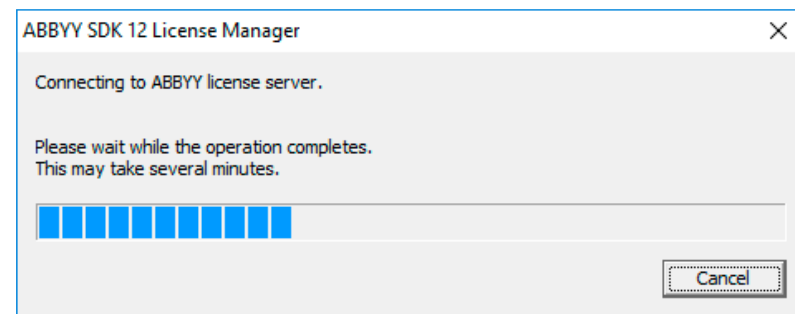 ABBYY SDK 12 License Manager
Connecting to ABBYY license server.
Please wait while the operation completes.
This may take several minutes.
Cancel